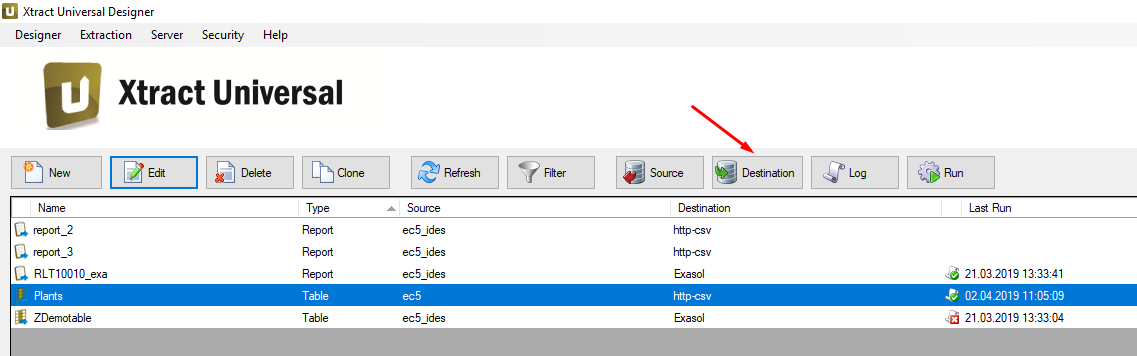 Xtract Universal Designer
Designer Extraction Server Security Help
Xtract Universal
New Edit Delete Clone Refresh Filter Source Destination Log Run
Name Type Source Destination Last Run
report_2 Report ec5_ides http-csv
report_3 Report ec5_ides http-csv
RLT10010_exa Report ec5_ides Exasol 21.03.2019 13:33:41
Plants Table ec5 http-csv 02.04.2019 11:05:09
ZDemotable Table ec5_ides Exasol 21.03.2019 13:33:04